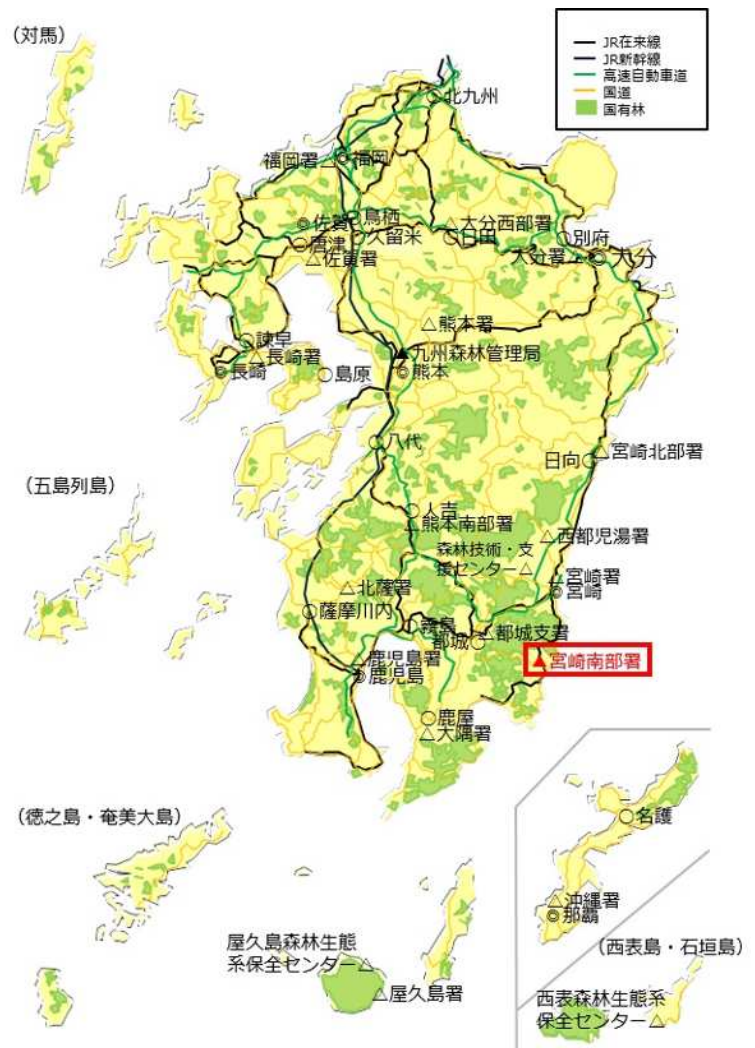 (対馬)
JR在来線
JR新幹線
高速自動車道
国道
国有林
○北九州
福岡署△◎福岡
◎佐賀
○鳥栖
○唐津
○久留米
△佐賀署
△大分西部署
○日田
○別府
大分署△
◎大分
△熊本署
▲九州森林管理局
◎熊本
○諫早
△長崎署
◎長崎
○島原
○八代
(五島列島)
日向○
△宮崎北部署
○人吉
△熊本南部署
△西都児湯署
森林技術・支
援センター△
△宮崎署
◎宮崎
△北薩署
○薩摩川内
○霧島
都城○
△都城支署
▲宮崎南部署
△鹿児島署
◎鹿児島
○鹿屋
△大隅署
(徳之島・奄美大島)
○名護
△沖縄署
◎那覇
屋久島森林生態
系保全センター△
△屋久島署
(西表島・石垣島)
西表森林生態系
保全センター△